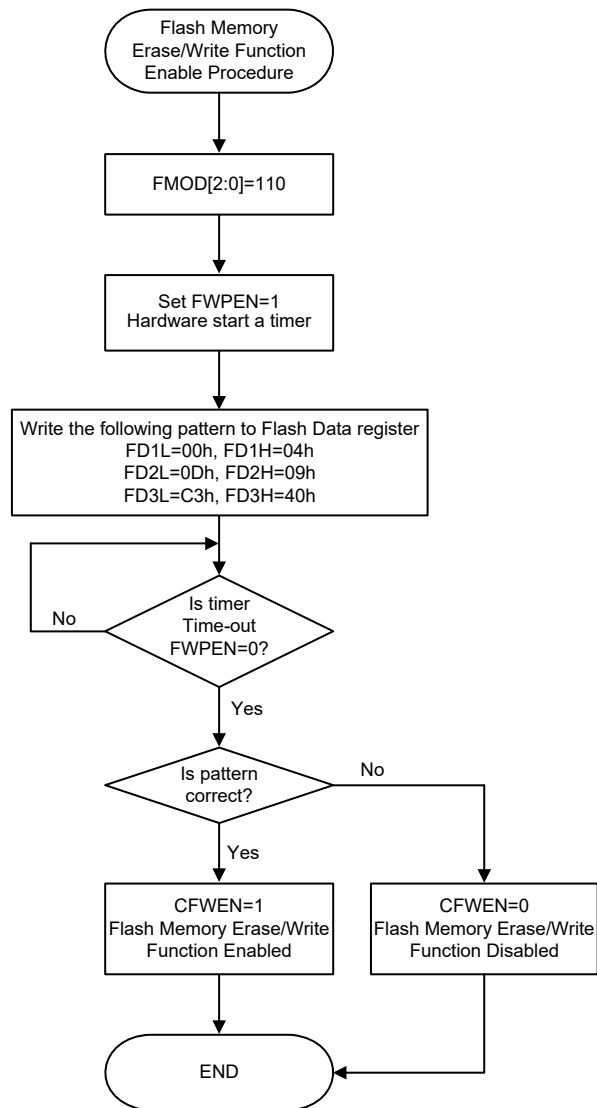 Flash Memory
Erase/Write Function
Enable Procedure
FMOD[2:0]=110
Set FWPEN=1
Hardware start a timer
Write the following pattern to Flash Data register
FD1L=00h, FD1H=04h
FD2L=0Dh, FD2H=09h
FD3L=C3h, FD3H=40h
Is timer
Time-out
FWPEN=0?
No
Yes
Is pattern
correct?
No
Yes
CFWEN=1
Flash Memory Erase/Write
Function Enabled
CFWEN=0
Flash Memory Erase/Write
Function Disabled
END